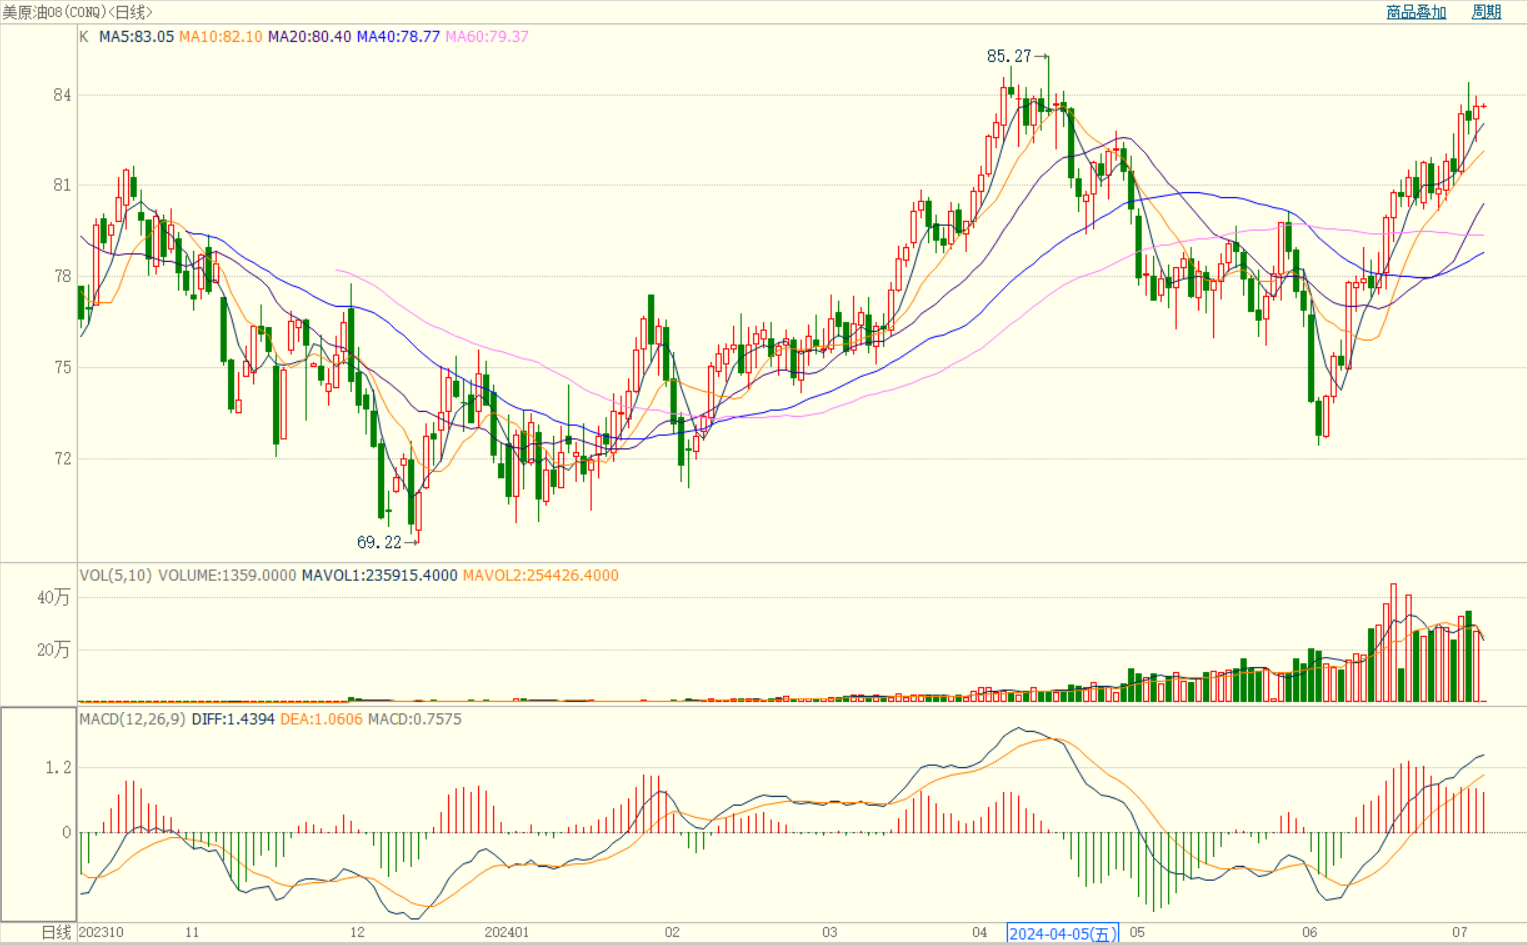 美原油08(CONQ)<日线> 商品叠加 周期
K MA5:83.05 MA10:82.10 MA20:80.40 MA40:78.77 MA60:79.37
85.27→
84
81
78
75
72
69.22→
VOL(5,10) VOLUME:1359.0000 MAVOL1:235915.4000 MAVOL2:254426.4000
40万
20万
MACD(12,26,9) DIFF:1.4394 DEA:1.0606 MACD:0.7575
1.2
0
日线 202310 11 12 202401 02 03 04 2024-04-05(五) 05 06 07